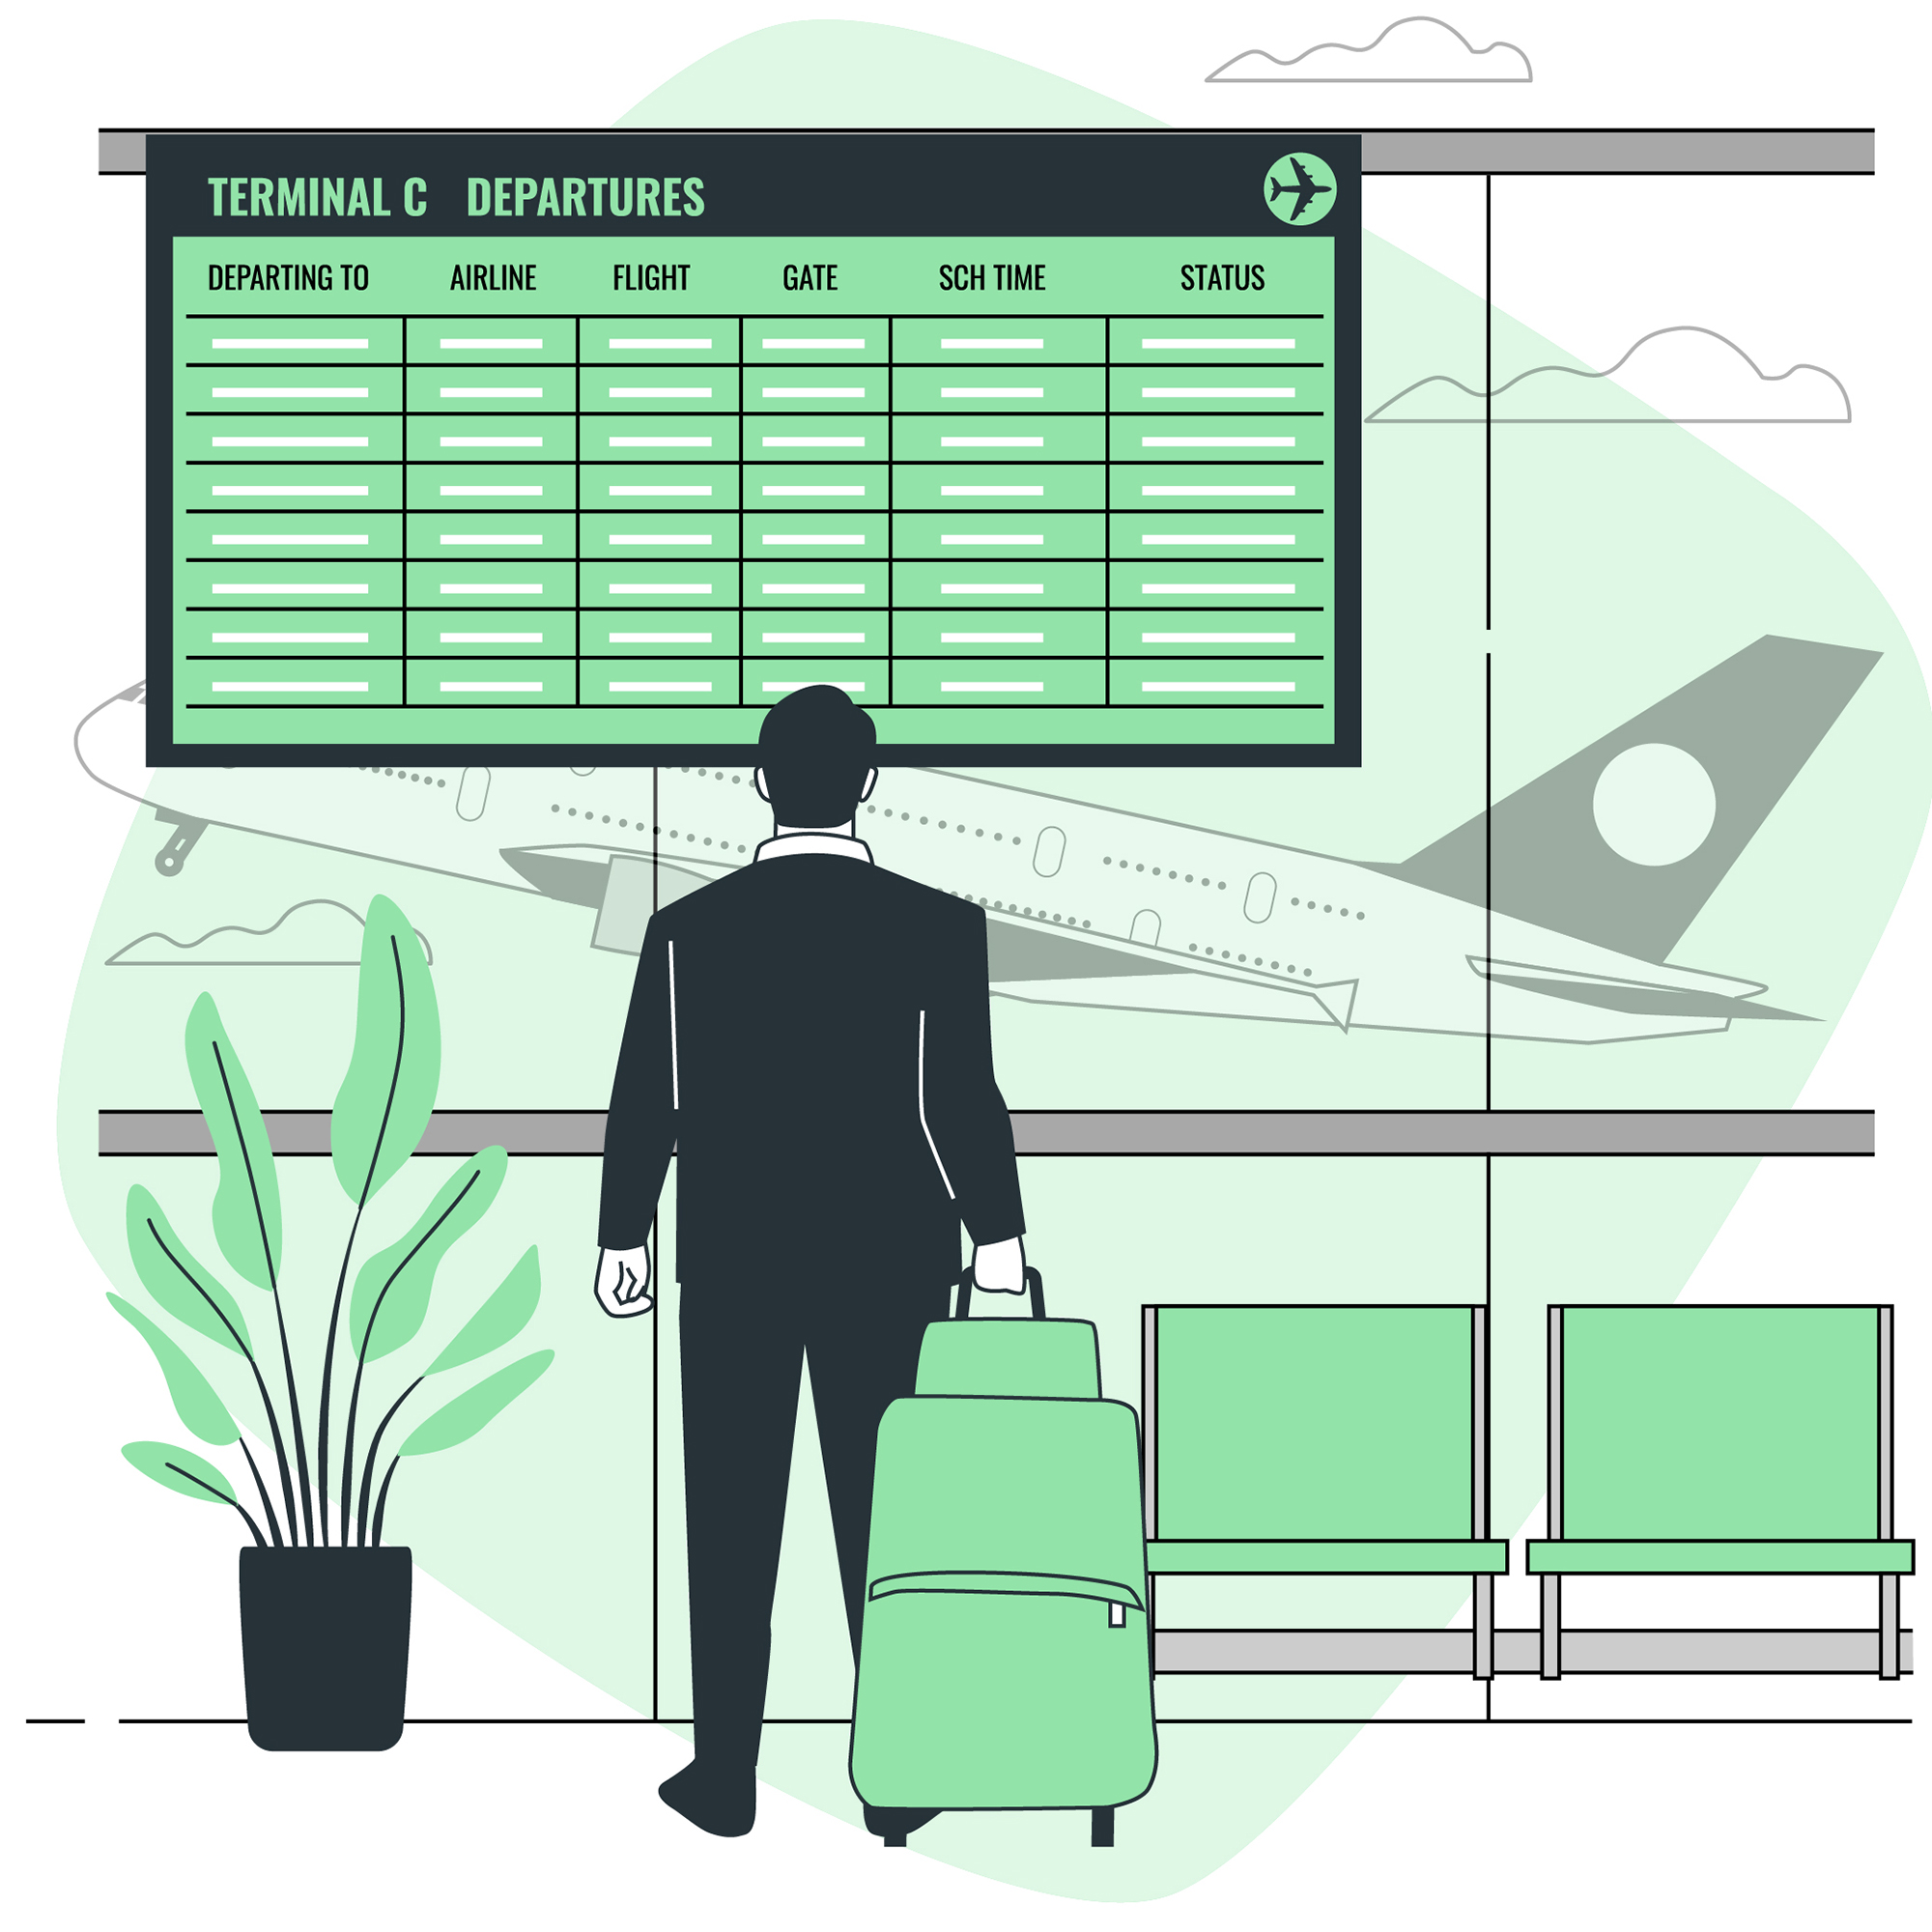 TERMINAL C DEPARTURES
DEPARTING TO AIRLINE FLIGHT GATE SCH TIME STATUS